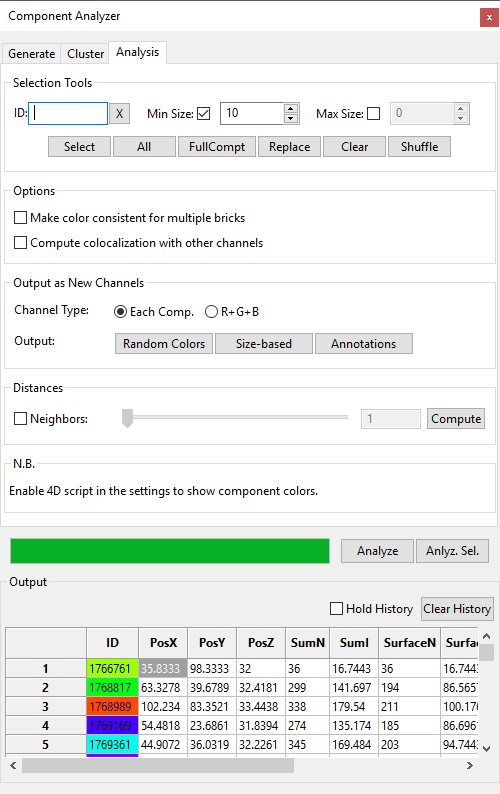 Component Analyzer
x
Generate Cluster Analysis
Selection Tools
ID: X Min Size: 10 Max Size: 0
Select All FullCompt Replace Clear Shuffle
Options
Make color consistent for multiple bricks
Compute colocalization with other channels
Output as New Channels
Channel Type: Each Comp. R+G+B
Output: Random Colors Size-based Annotations
Distances
Neighbors: 1 Compute
N.B.
Enable 4D script in the settings to show component colors.
Analyze Anlyz. Sel.
Output
Hold History Clear History
ID PosX PosY PosZ SumN SumI SurfaceN Surfac
1 1766761 35.8333 98.3333 32 36 16.7443 36 16.7443
2 1768817 63.3278 39.6789 32.4181 299 141.697 194 86.5657
3 1768989 102.234 83.3521 33.4438 338 179.54 211 100.176
4 1769169 54.4818 23.6861 31.8394 274 135.174 185 86.6961
5 1769361 44.9072 36.0319 32.2261 345 169.484 203 94.7443